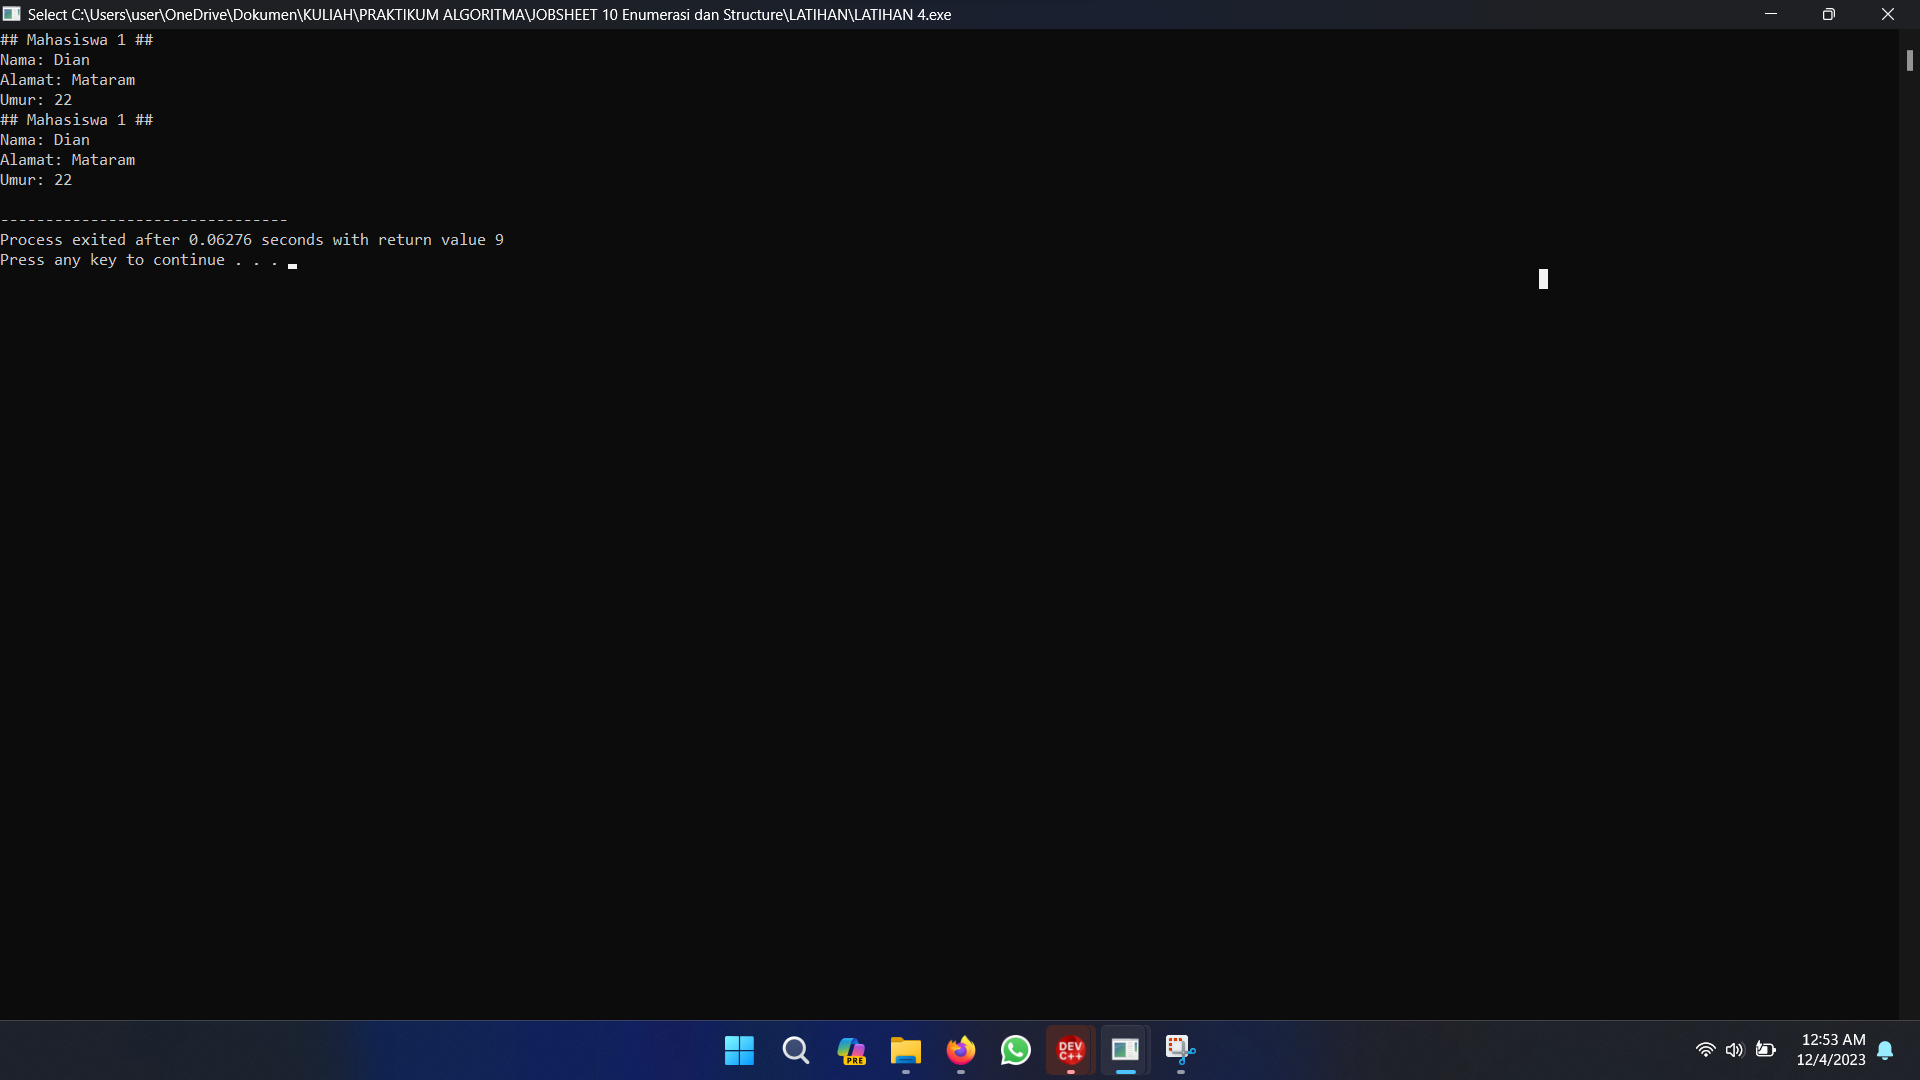 Select C:\Users\user\OneDrive\Dokumen\KULIAH\PRAKTIKUM ALGORITMA\JOBSHEET 10 Enumerasi dan Structure\LATIHAN\LATIHAN 4.exe
## Mahasiswa 1 ##
Nama: Dian
Alamat: Mataram
Umur: 22
## Mahasiswa 1 ##
Nama: Dian
Alamat: Mataram
Umur: 22
--------------------------------
Process exited after 0.06276 seconds with return value 9
Press any key to continue . . .
PRE
DEV
C++
12:53 AM
12/4/2023